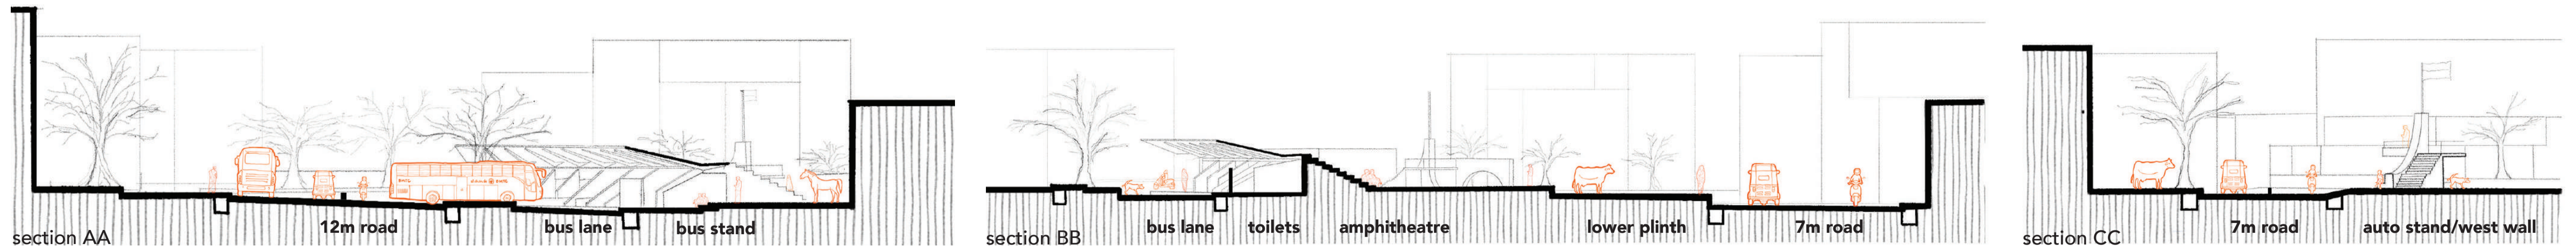 12m road
bus lane
bus stand
section AA
bus lane
toilets
amphitheatre
lower plinth
7m road
section BB
7m road
auto stand/west wall
section CC